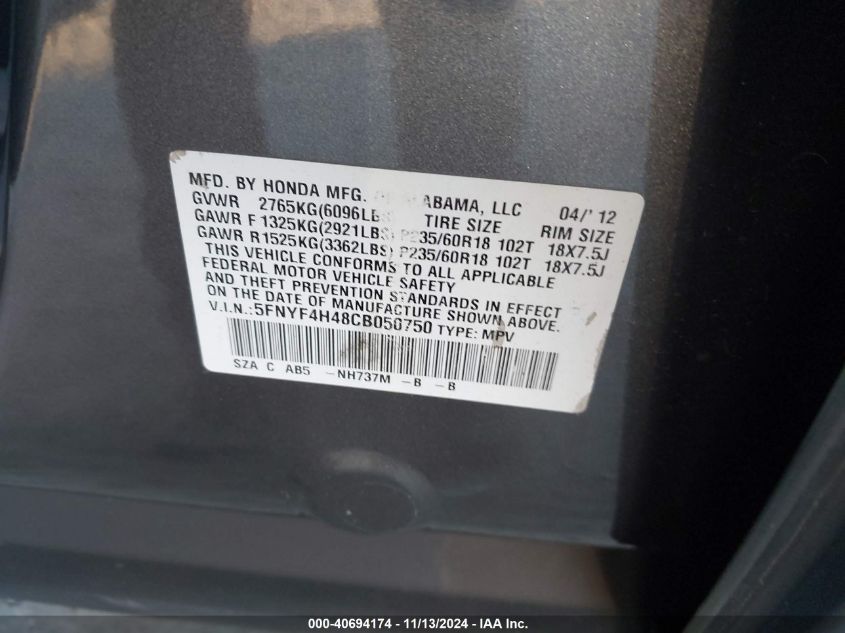 MFD. BY HONDA MFG. ALABAMA, LLC 04/'12
GVWR 2765KG(6096LBS) TIRE SIZE RIM SIZE
GAWR F 1325KG(2921LBS) P235/60R18 102T 18X7.5J
GAWR R 1525KG(3362LBS) P235/60R18 102T 18X7.5J
THIS VEHICLE CONFORMS TO ALL APPLICABLE
FEDERAL MOTOR VEHICLE SAFETY
AND THEFT PREVENTION STANDARDS IN EFFECT
ON THE DATE OF MANUFACTURE SHOWN ABOVE.
V.I.N.:5FNYF4H48CB050750 TYPE: MPV
SZA C AB5 -NH737M -B -B
000-40694174 - 11/13/2024 - IAA Inc.